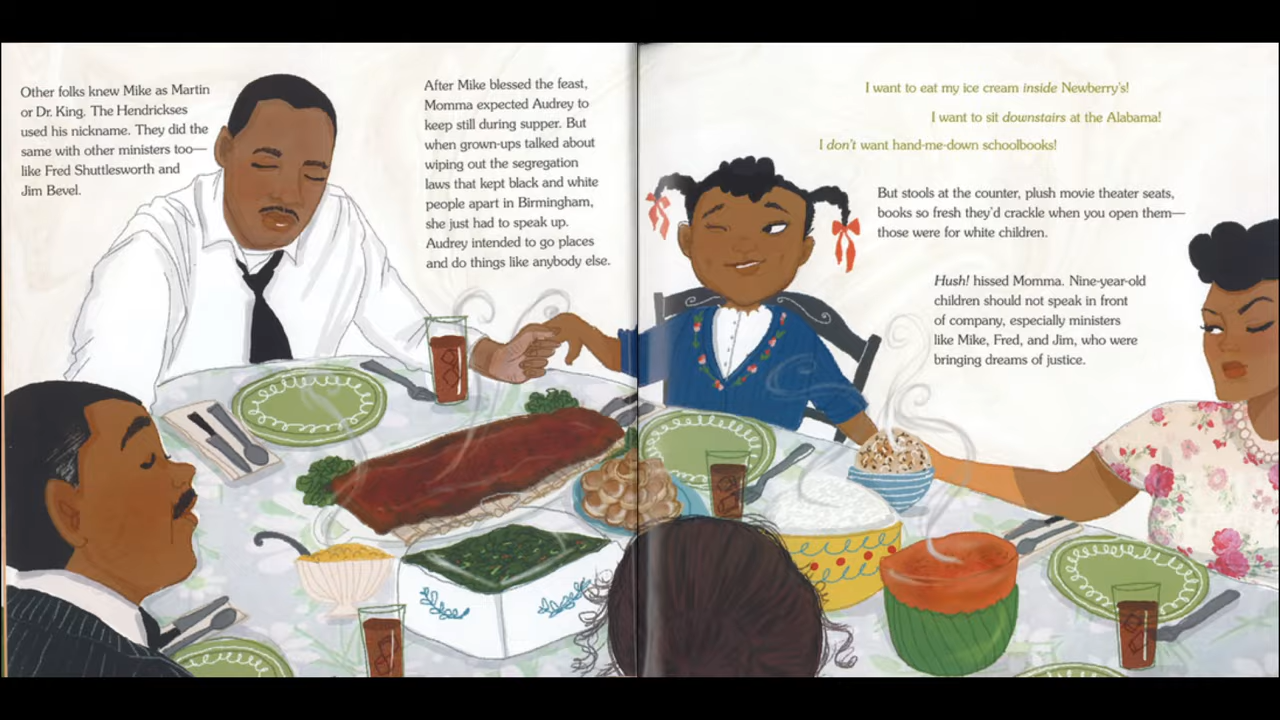 Other folks knew Mike as Martin
or Dr. King. The Hendrickses
used his nickname. They did the
same with other ministers too—
like Fred Shuttlesworth and
Jim Bevel.
After Mike blessed the feast,
Momma expected Audrey to
keep still during supper. But
when grown-ups talked about
wiping out the segregation
laws that kept black and white
people apart in Birmingham,
she just had to speak up.
Audrey intended to go places
and do things like anybody else.
I want to eat my ice cream inside Newberry's!
I want to sit downstairs at the Alabama!
I don't want hand-me-down schoolbooks!
But stools at the counter, plush movie theater seats,
books so fresh they'd crackle when you open them—
those were for white children.
Hush! hissed Momma. Nine-year-old
children should not speak in front
of company, especially ministers
like Mike, Fred, and Jim, who were
bringing dreams of justice.